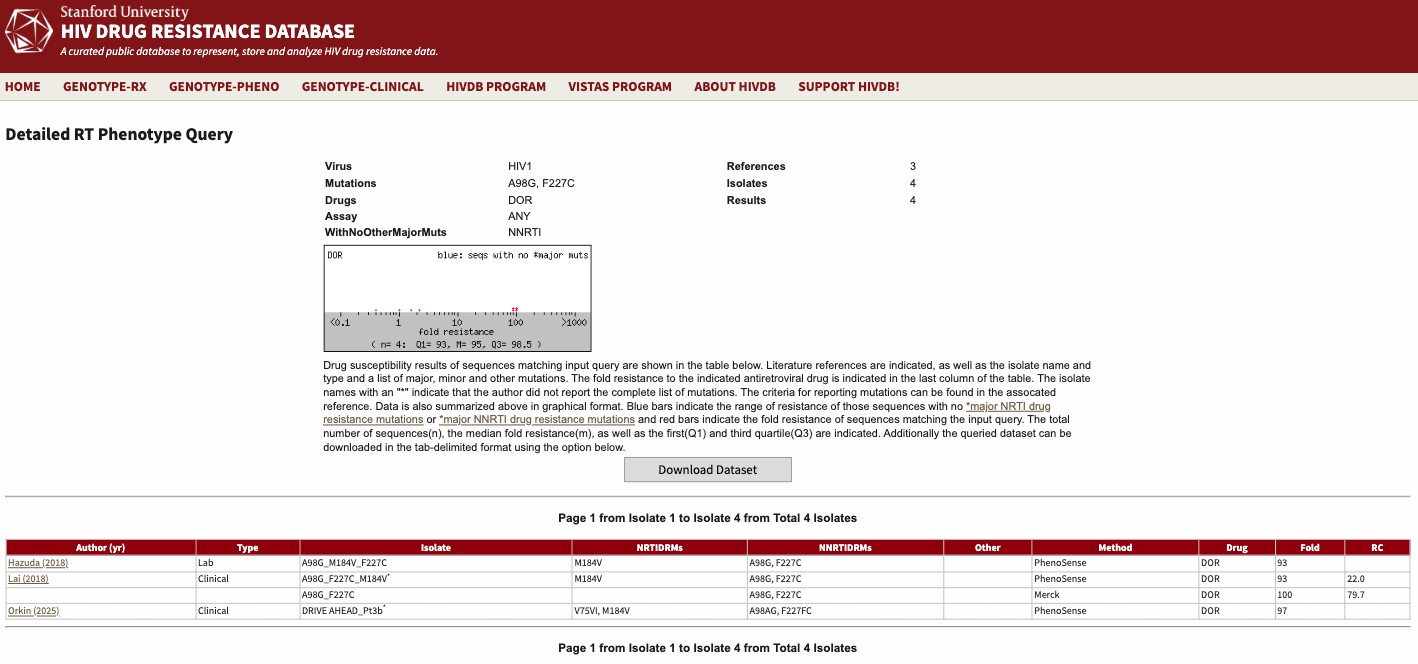 Stanford University
HIV DRUG RESISTANCE DATABASE
A curated public database to represent, store and analyze HIV drug resistance data.
HOME GENOTYPE-RX GENOTYPE-PHENO GENOTYPE-CLINICAL HIVDB PROGRAM VISTAS PROGRAM ABOUT HIVDB SUPPORT HIVDB!
Detailed RT Phenotype Query
Virus HIV1 References 3
Mutations A98G, F227C Isolates 4
Drugs DOR Results 4
Assay ANY
WithNoOtherMajorMuts NNRTI
DOR blue: seqs with no *major muts
<0.1 1 10 100 >1000
fold resistance
( n= 4: Q1= 93, M= 95, Q3= 98.5 )
Drug susceptibility results of sequences matching input query are shown in the table below. Literature references are indicated, as well as the isolate name and
type and a list of major, minor and other mutations. The fold resistance to the indicated antiretroviral drug is indicated in the last column of the table. The isolate
names with an "*" indicate that the author did not report the complete list of mutations. The criteria for reporting mutations can be found in the assocated
reference. Data is also summarized above in graphical format. Blue bars indicate the range of resistance of those sequences with no *major NRTI drug
resistance mutations or *major NNRTI drug resistance mutations and red bars indicate the fold resistance of sequences matching the input query. The total
number of sequences(n), the median fold resistance(m), as well as the first(Q1) and third quartile(Q3) are indicated. Additionally the queried dataset can be
downloaded in the tab-delimited format using the option below.
Download Dataset
Page 1 from Isolate 1 to Isolate 4 from Total 4 Isolates
Author (yr) Type Isolate NRTIDRMs NNRTIDRMs Other Method Drug Fold RC
Hazuda (2018) Lab A98G_M184V_F227C M184V A98G, F227C PhenoSense DOR 93
Lai (2018) Clinical A98G_F227C_M184V* M184V A98G, F227C PhenoSense DOR 93 22.0
A98G_F227C A98G, F227C Merck DOR 100 79.7
Orkin (2025) Clinical DRIVE AHEAD_Pt3b* V75VI, M184V A98AG, F227FC PhenoSense DOR 97
Page 1 from Isolate 1 to Isolate 4 from Total 4 Isolates